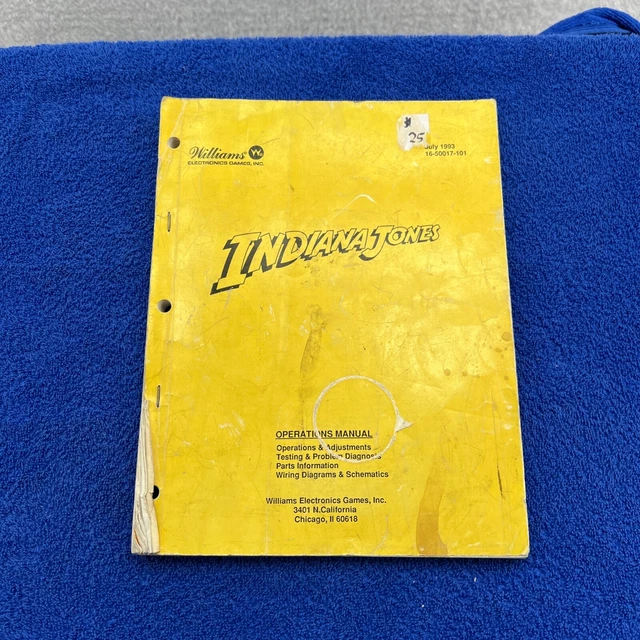 Williams W
ELECTRONICS GAMES, INC.
$
25
July 1993
16-50017-101
INDIANA JONES
OPERATIONS MANUAL
Operations & Adjustments
Testing & Problem Diagnosis
Parts Information
Wiring Diagrams & Schematics
Williams Electronics Games, Inc.
3401 N.California
Chicago, Il 60618